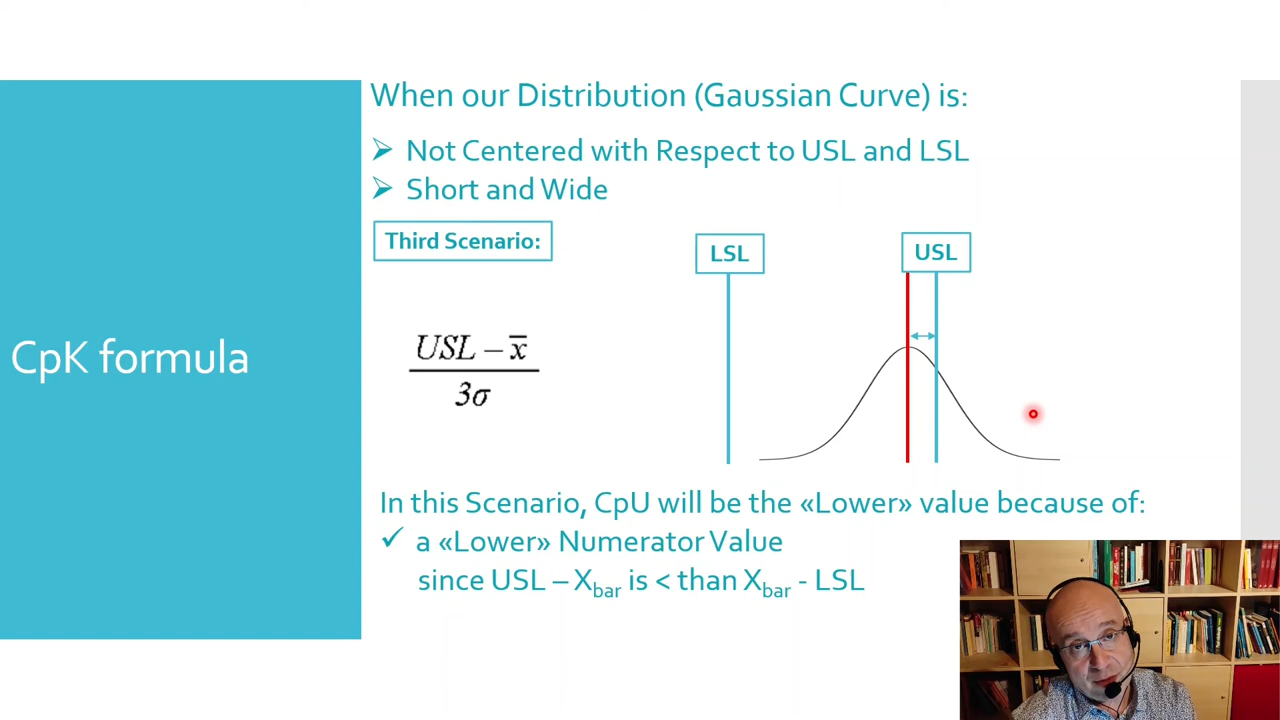 When our Distribution (Gaussian Curve) is:
➢ Not Centered with Respect to USL and LSL
➢ Short and Wide
Third Scenario:
LSL
USL
CpK formula
USL – x̅
3σ
In this Scenario, CpU will be the «Lower» value because of:
✓ a «Lower» Numerator Value
since USL – Xbar is < than Xbar - LSL